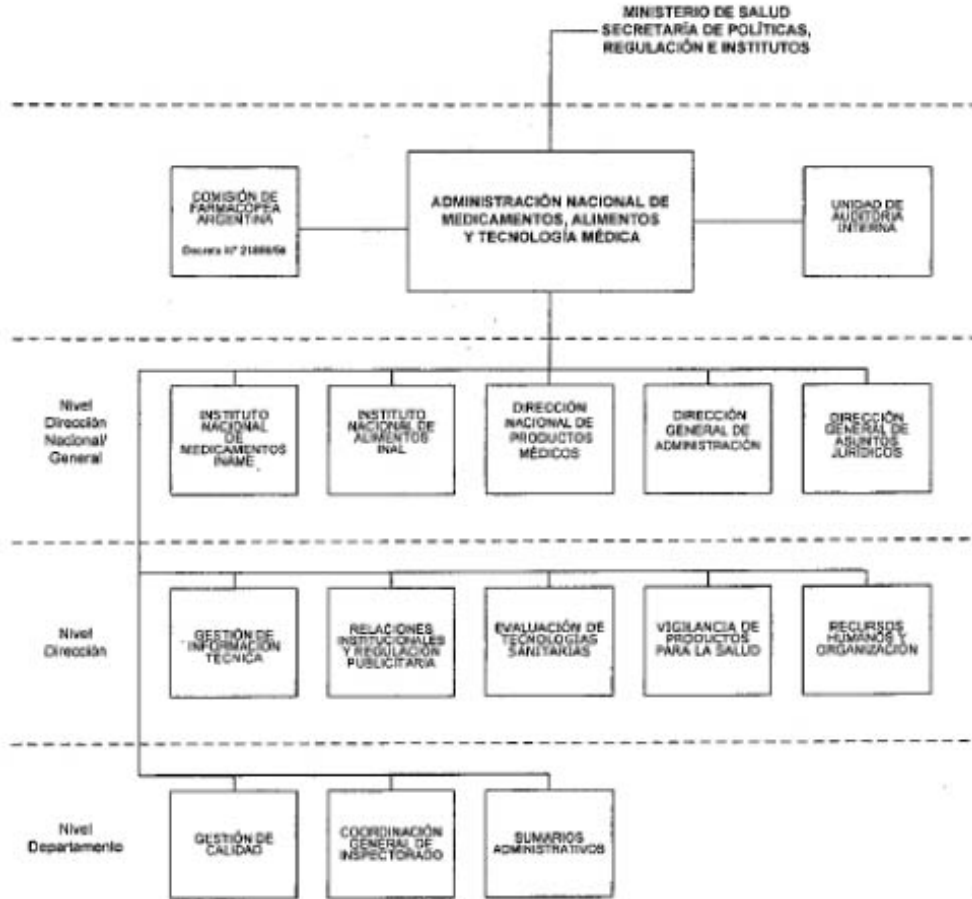 MINISTERIO DE SALUD
SECRETARÍA DE POLÍTICAS,
REGULACIÓN E INSTITUTOS
COMISIÓN DE
FARMACOPEA
ARGENTINA
Decreto Nº
ADMINISTRACIÓN NACIONAL DE
MEDICAMENTOS, ALIMENTOS
Y TECNOLOGÍA MÉDICA
UNIDAD DE
AUDITORIA
INTERNA
Nivel
Dirección
Nacional/
General
INSTITUTO
NACIONAL
DE
MEDICAMENTOS
INAME
INSTITUTO
NACIONAL DE
ALIMENTOS
INAL
DIRECCIÓN
NACIONAL DE
PRODUCTOS
MÉDICOS
DIRECCIÓN
GENERAL DE
ADMINISTRACIÓN
DIRECCIÓN
GENERAL DE
ASUNTOS
JURÍDICOS
Nivel
Dirección
GESTIÓN DE
INFORMACIÓN
TÉCNICA
RELACIONES
INSTITUCIONALES
Y REGULACIÓN
PUBLICITARIA
EVALUACIÓN DE
TECNOLOGÍAS
SANITARIAS
VIGILANCIA DE
PRODUCTOS
PARA LA SALUD
RECURSOS
HUMANOS Y
ORGANIZACIÓN
Nivel
Departamento
GESTIÓN DE
CALIDAD
COORDINACIÓN
GENERAL DE
INSPECTORADO
SUMARIOS
ADMINISTRATIVOS